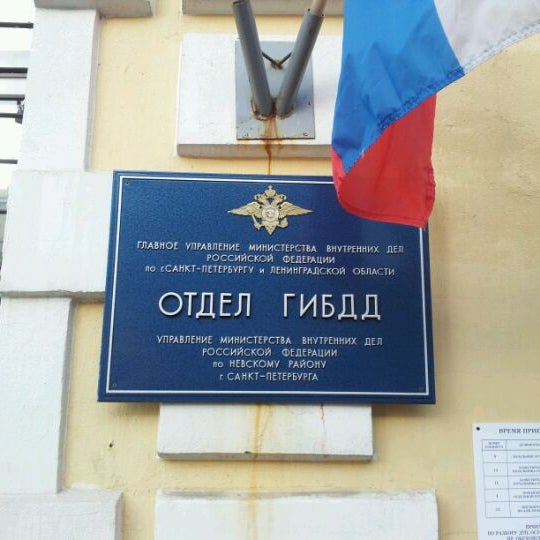 ГЛАВНОЕ УПРАВЛЕНИЕ МИНИСТЕРСТВА ВНУТРЕННИХ ДЕЛ
РОССИЙСКОЙ ФЕДЕРАЦИИ
по г.САНКТ-ПЕТЕРБУРГУ и ЛЕНИНГРАДСКОЙ ОБЛАСТИ
ОТДЕЛ ГИБДД
УПРАВЛЕНИЕ МИНИСТЕРСТВА ВНУТРЕННИХ ДЕЛ
РОССИЙСКОЙ ФЕДЕРАЦИИ
по НЕВСКОМУ РАЙОНУ
г САНКТ-ПЕТЕРБУРГА
ВРЕМЯ ПРИЕ